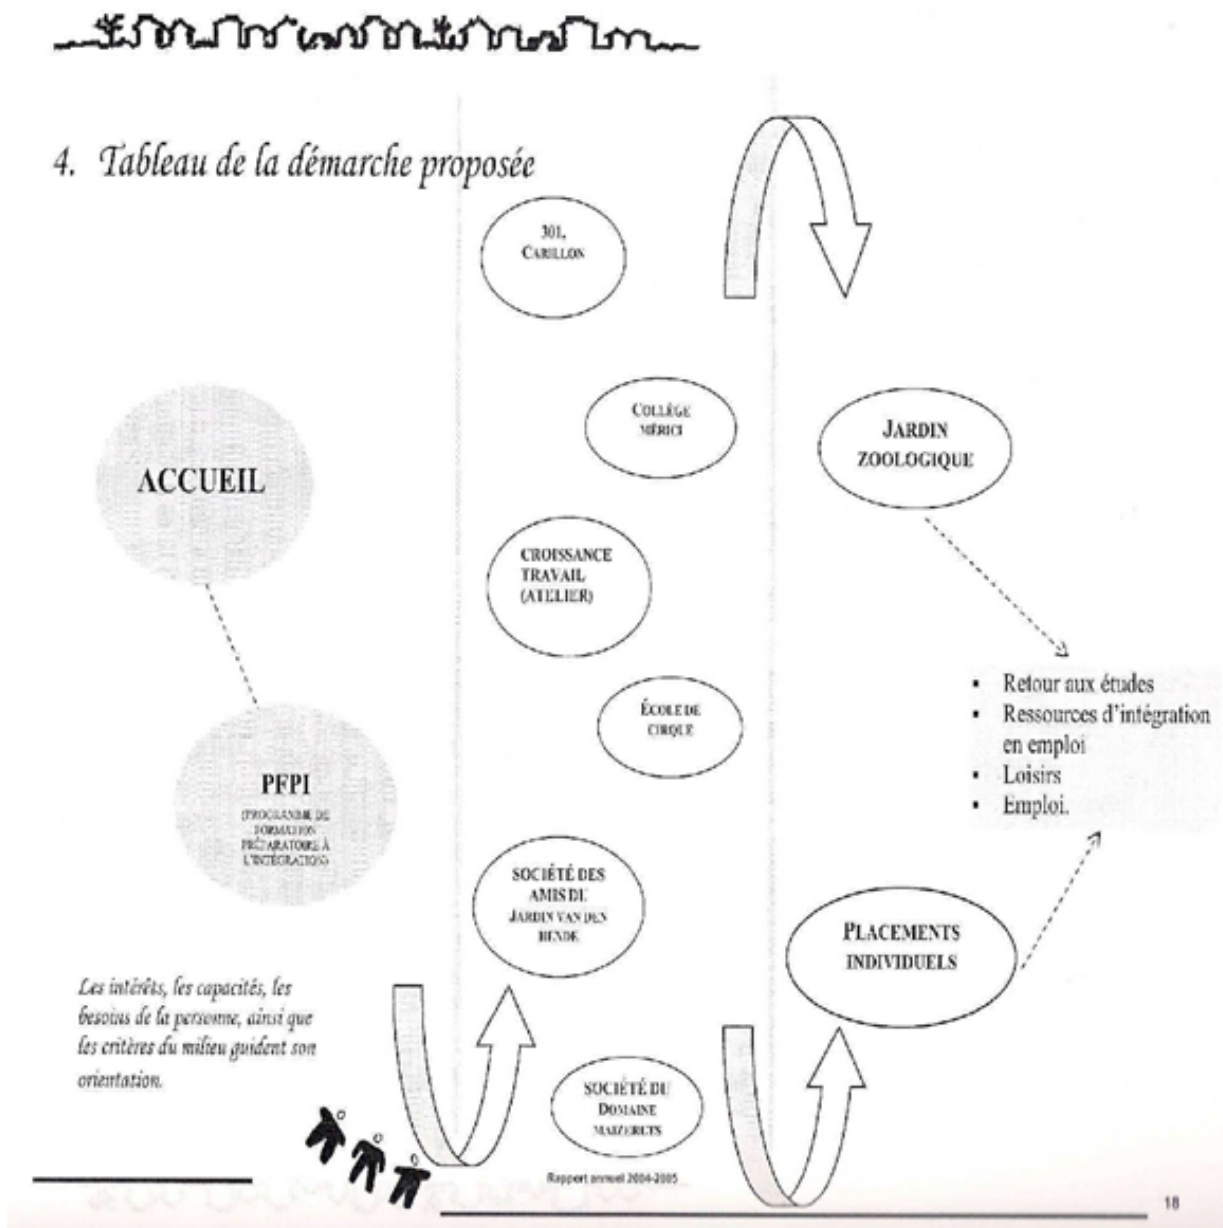 4. Tableau de la démarche proposée
301,
CARILLON
COLLÈGE
MÉRICI
JARDIN
ZOOLOGIQUE
ACCUEIL
CROISSANCE
TRAVAIL
(ATELIER)
ÉCOLE DE
CIRQUE
▪ Retour aux études
▪ Ressources d'intégration
en emploi
▪ Loisirs
▪ Emploi.
PFPI
(PROGRAMME DE
FORMATION
PRÉPARATOIRE À
L'INTÉGRATION)
SOCIÉTÉ DES
AMIS DU
JARDIN VAN DEN
HENDE
PLACEMENTS
INDIVIDUELS
Les intérêts, les capacités, les
besoins de la personne, ainsi que
les critères du milieu guident son
orientation.
SOCIÉTÉ DU
DOMAINE
MAIZERETS
Rapport annuel 2004-2005
18